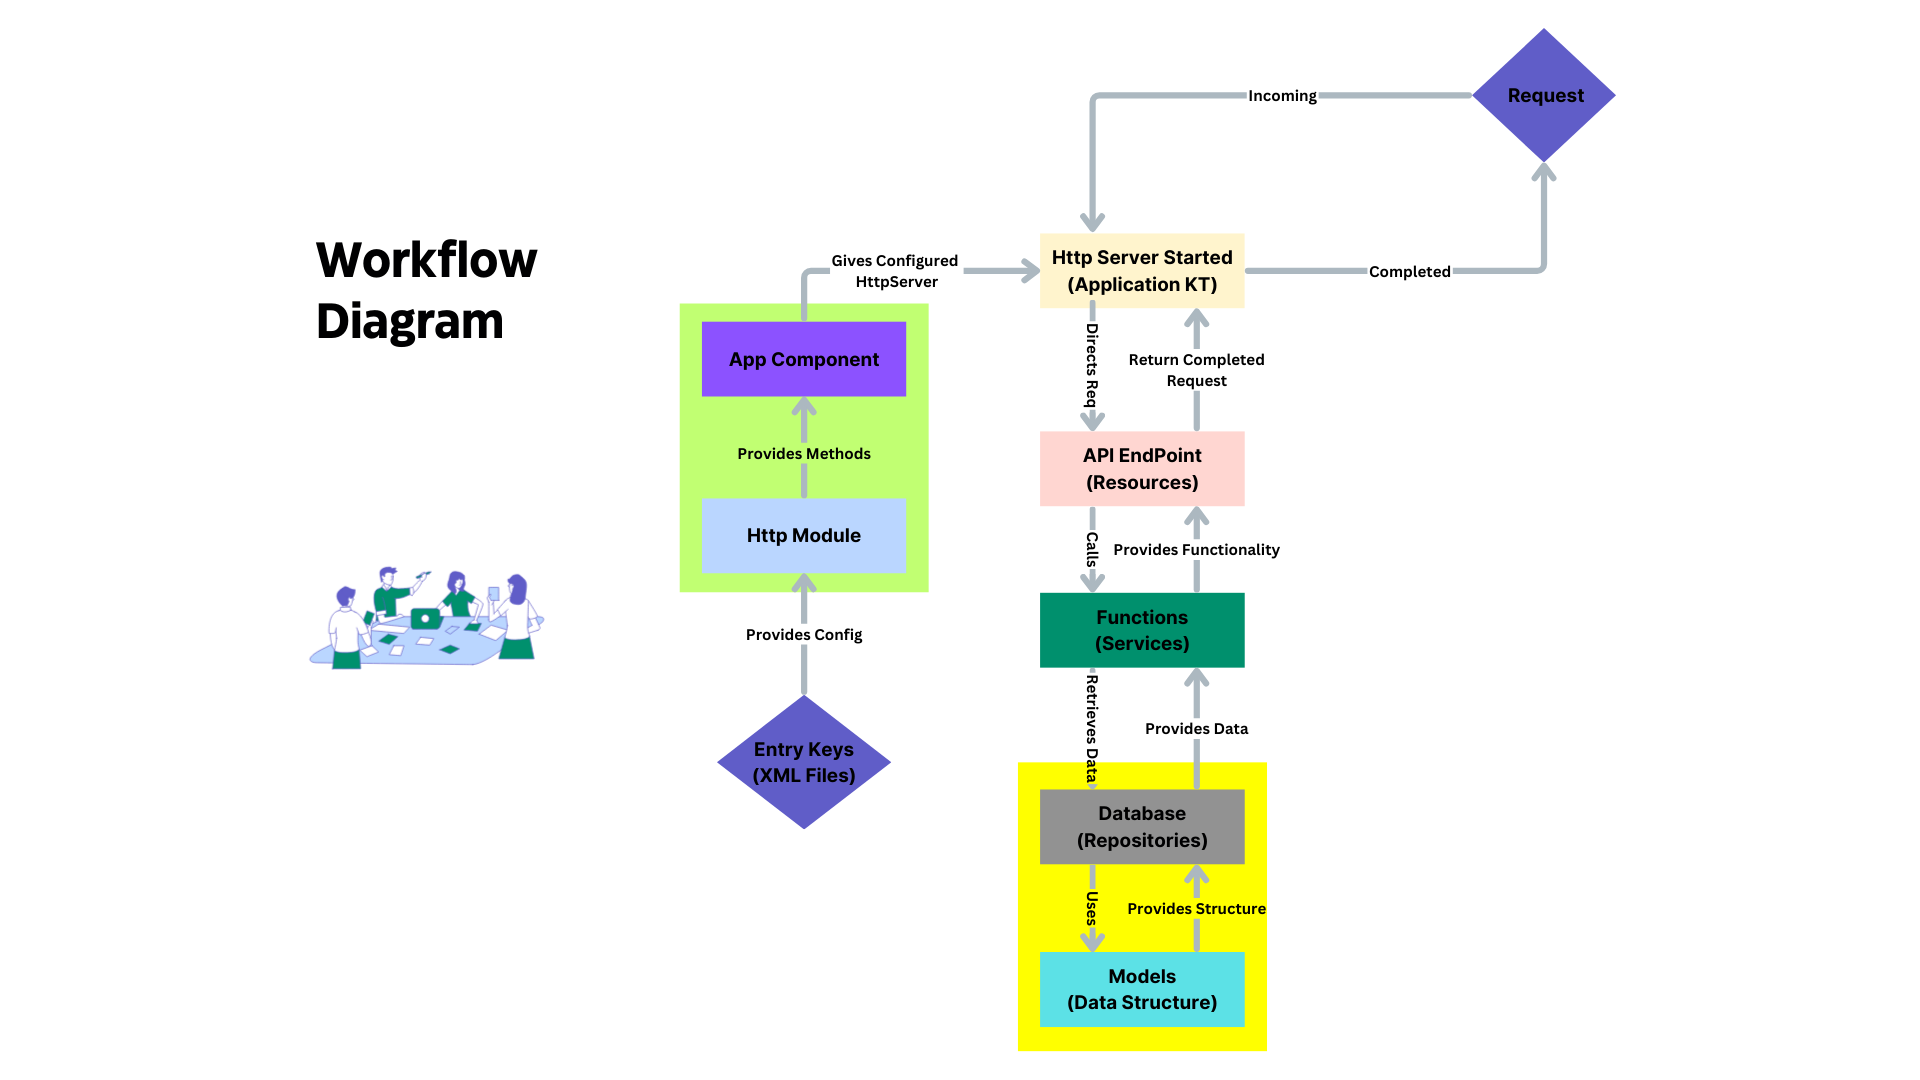 Workflow
Diagram
Request
Incoming
Http Server Started
(Application KT)
Completed
Gives Configured
HttpServer
App Component
Provides Methods
Http Module
Provides Config
Entry Keys
(XML Files)
Directs Req
Return Completed
Request
API EndPoint
(Resources)
Calls
Provides Functionality
Functions
(Services)
Retrieves Data
Provides Data
Database
(Repositories)
Uses
Provides Structure
Models
(Data Structure)